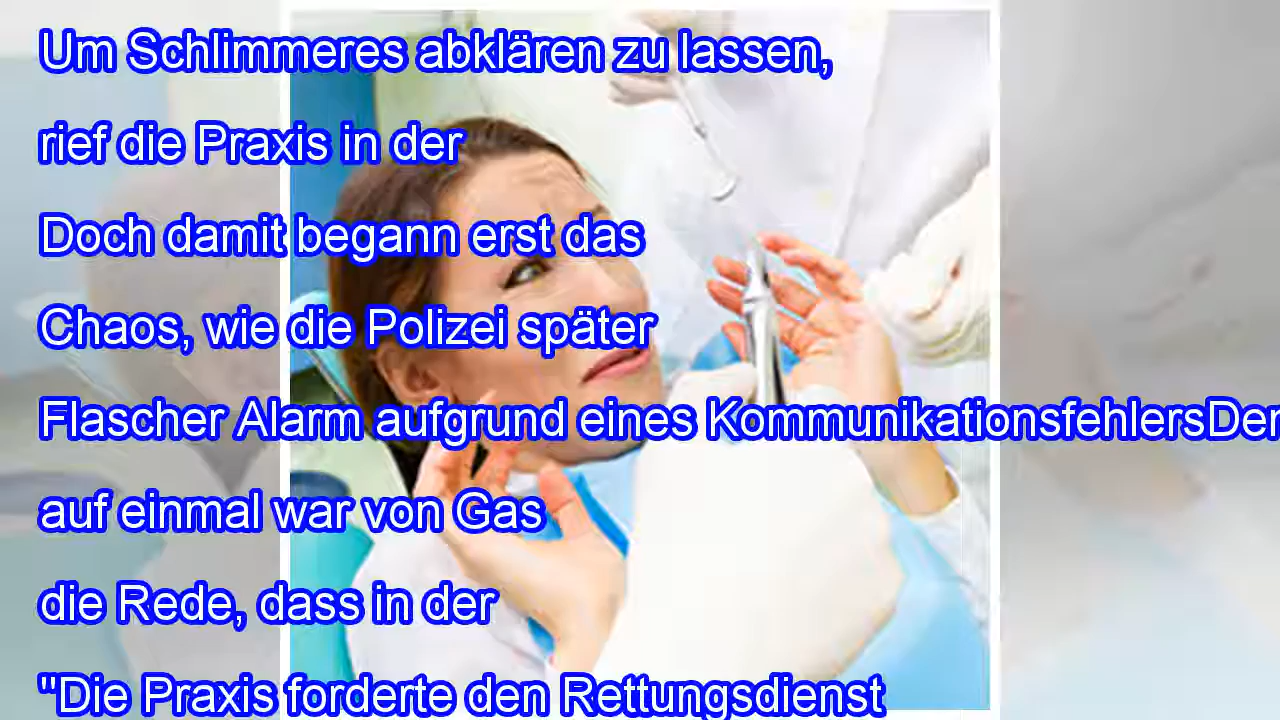 Um Schlimmeres abklären zu lassen,
rief die Praxis in der
Doch damit begann erst das
Chaos, wie die Polizei später
Flascher Alarm aufgrund eines KommunikationsfehlersDer
auf einmal war von Gas
die Rede, dass in der
"Die Praxis forderte den Rettungsdienst